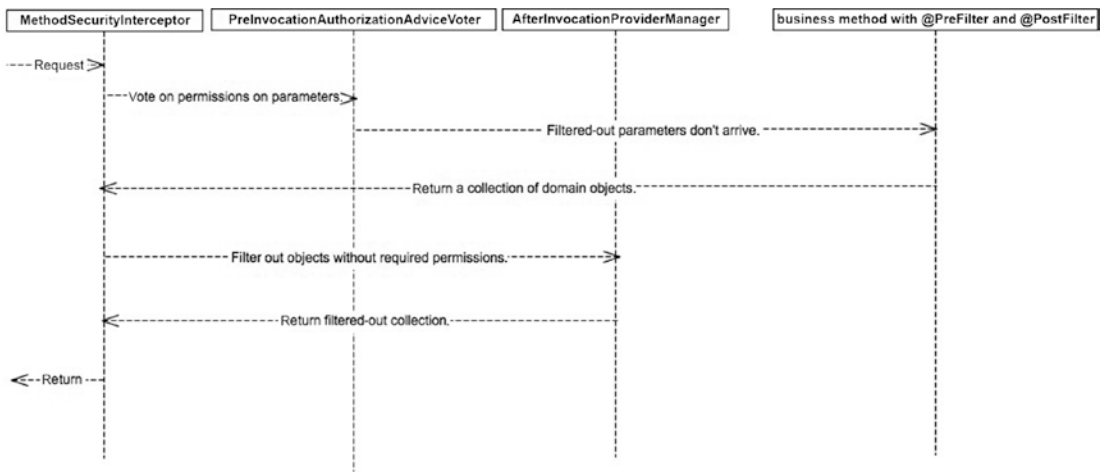 MethodSecurityInterceptor
PreInvocationAuthorizationAdviceVoter
AfterInvocationProviderManager
business method with @PreFilter and @PostFilter
Request
Vote on permissions on parameters.
Filtered-out parameters don't arrive.
Return a collection of domain objects.
Filter out objects without required permissions.
Return filtered-out collection.
Return